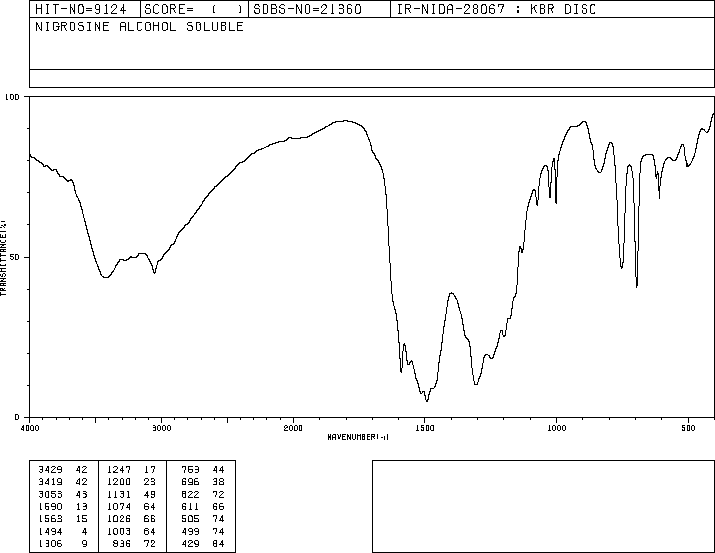 HIT-NO=9124 SCORE= ( ) SDBS-NO=21360 IR-NIDA-28067 : KBR DISC
NIGROSINE ALCOHOL SOLUBLE
100
50
0
TRANSMITTANCE(%)
4000 3000 2000 1500 1000 500
WAVENUMBER(-1)
3429 42 1247 17 753 44
3419 42 1200 23 696 38
3053 43 1131 49 622 72
1590 13 1074 64 611 66
1563 15 1026 66 505 74
1494 4 1003 64 499 74
1306 9 836 72 429 84